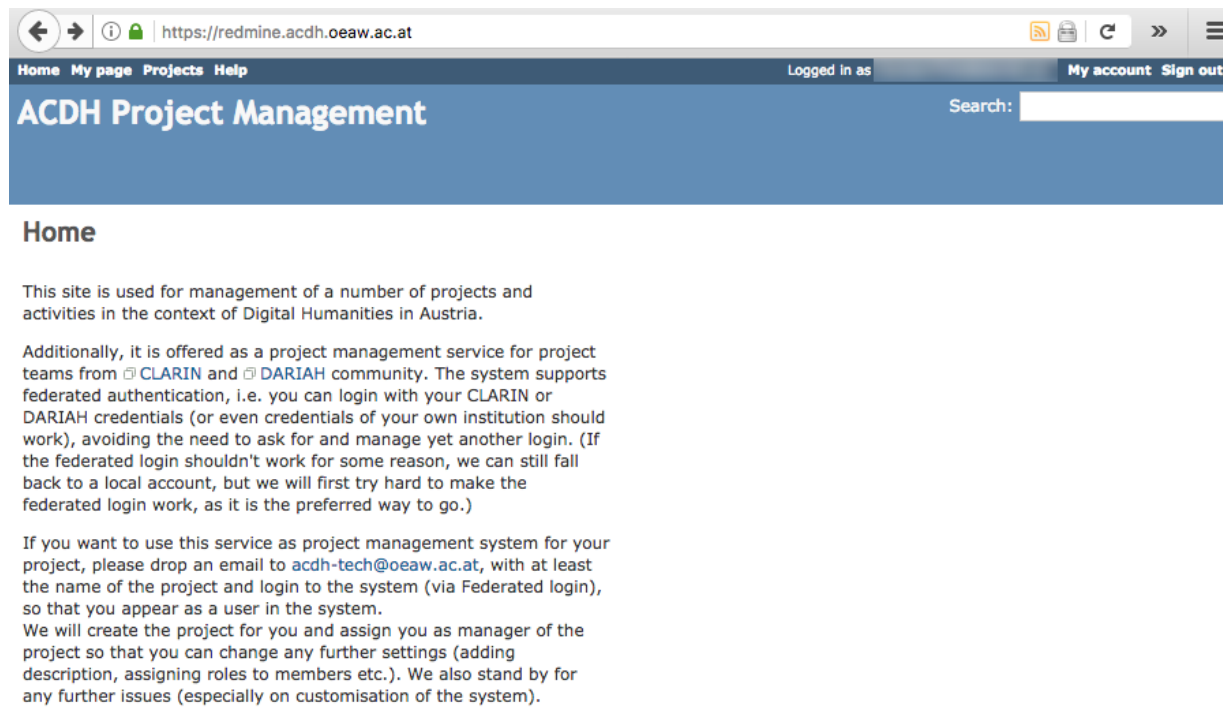 https://redmine.acdh.oeaw.ac.at
Home My page Projects Help Logged in as My account Sign out
ACDH Project Management Search:
Home
This site is used for management of a number of projects and
activities in the context of Digital Humanities in Austria.
Additionally, it is offered as a project management service for project
teams from CLARIN and DARIAH community. The system supports
federated authentication, i.e. you can login with your CLARIN or
DARIAH credentials (or even credentials of your own institution should
work), avoiding the need to ask for and manage yet another login. (If
the federated login shouldn't work for some reason, we can still fall
back to a local account, but we will first try hard to make the
federated login work, as it is the preferred way to go.)
If you want to use this service as project management system for your
project, please drop an email to acdh-tech@oeaw.ac.at, with at least
the name of the project and login to the system (via Federated login),
so that you appear as a user in the system.
We will create the project for you and assign you as manager of the
project so that you can change any further settings (adding
description, assigning roles to members etc.). We also stand by for
any further issues (especially on customisation of the system).